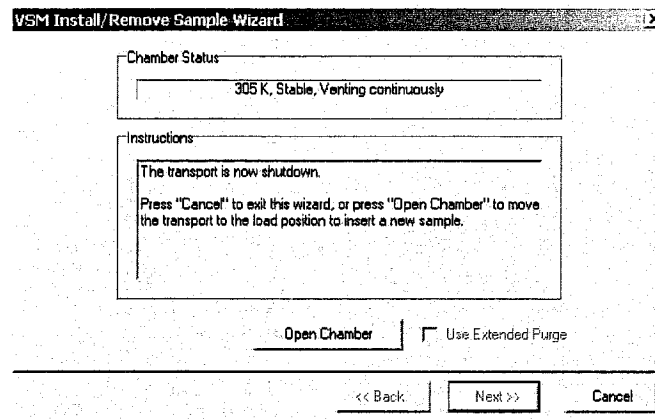 VSM Install/Remove Sample Wizard
Chamber Status
305 K, Stable, Venting continuously
Instructions
The transport is now shutdown.
Press "Cancel" to exit this wizard, or press "Open Chamber" to move
the transport to the load position to insert a new sample.
Open Chamber
Use Extended Purge
<< Back
Next >>
Cancel